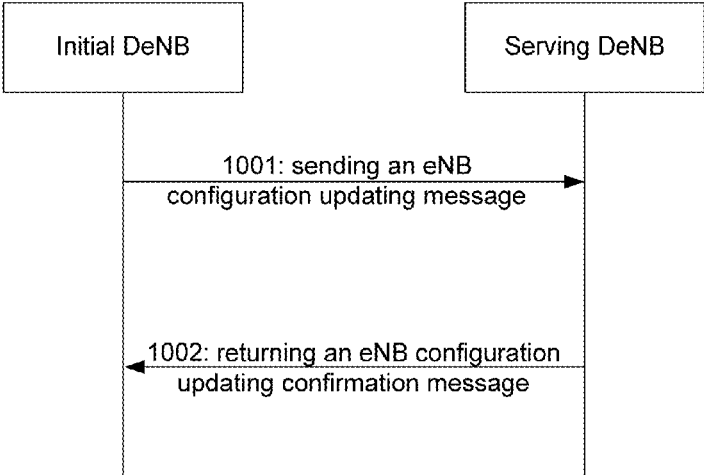 Initial DeNB
Serving DeNB
1001: sending an eNB
configuration updating message
1002: returning an eNB configuration
updating confirmation message